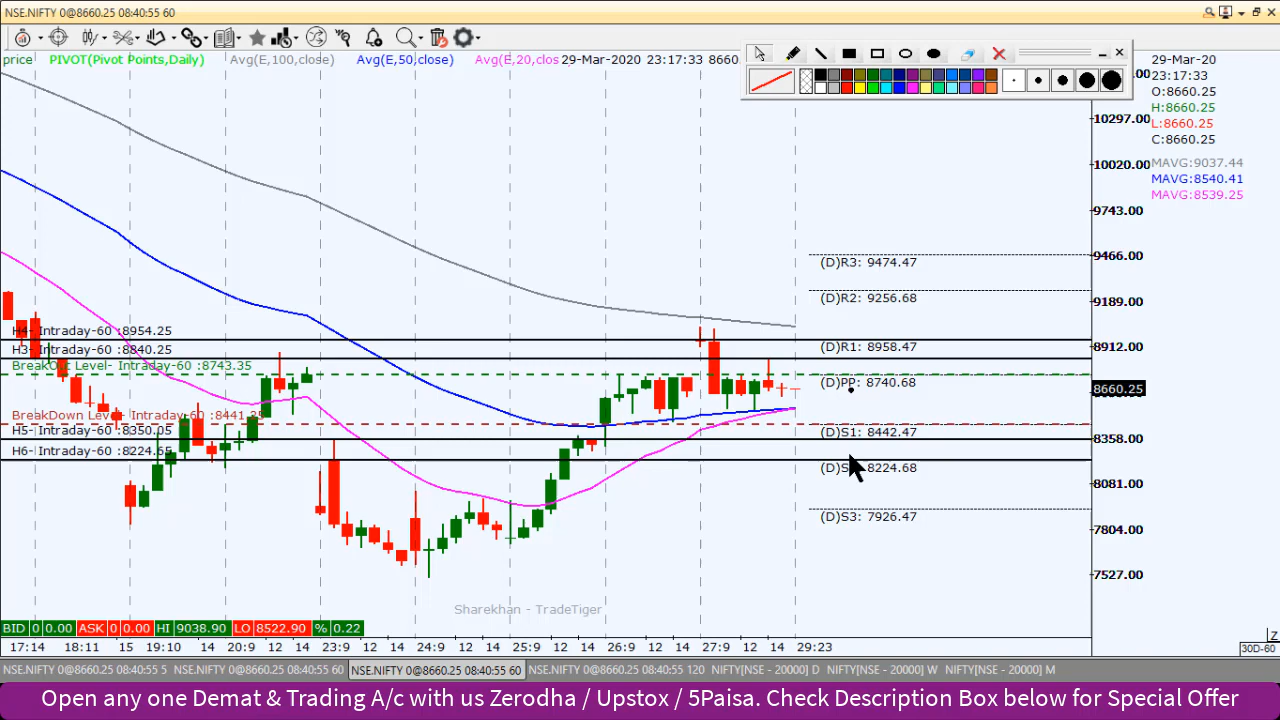 NSE.NIFTY 0@8660.25 08:40:55 60
price PIVOT(Pivot Points,Daily) Avg(E,100,close) Avg(E,50,close) Avg(E,20,clos 29-Mar-2020 23:17:33 8660.
29-Mar-20
23:17:33
O:8660.25
H:8660.25
L:8660.25
C:8660.25
MAVG:9037.44
MAVG:8540.41
MAVG:8539.25
10297.00
10020.00
9743.00
9466.00
9189.00
8912.00
8660.25
8358.00
8081.00
7804.00
7527.00
(D)R3: 9474.47
(D)R2: 9256.68
H4- Intraday-60 :8954.25
(D)R1: 8958.47
H3- Intraday-60 :8840.25
BreakOut Level- Intraday-60 :8743.35
(D)PP: 8740.68
BreakDown Level- Intraday-60 :8441.25
H5- Intraday-60 :8350.05
(D)S1: 8442.47
H6- Intraday-60 :8224.65
8224.68
(D)S3: 7926.47
Sharekhan - TradeTiger
BID 0 0.00 ASK 0 0.00 HI 9038.90 LO 8522.90 % 0.22
17:14 18:11 15 19:10 14 20:9 12 14 23:9 12 14 24:9 12 14 25:9 12 14 26:9 12 14 27:9 12 14 29:23
30D-60
NSE.NIFTY 0@8660.25 08:40:55 5 NSE.NIFTY 0@8660.25 08:40:55 60 NSE.NIFTY 0@8660.25 08:40:55 60 NSE.NIFTY 0@8660.25 08:40:55 120 NIFTY[NSE - 20000] D NIFTY[NSE - 20000] W NIFTY[NSE - 20000] M
Open any one Demat & Trading A/c with us Zerodha / Upstox / 5Paisa. Check Description Box below for Special Offer